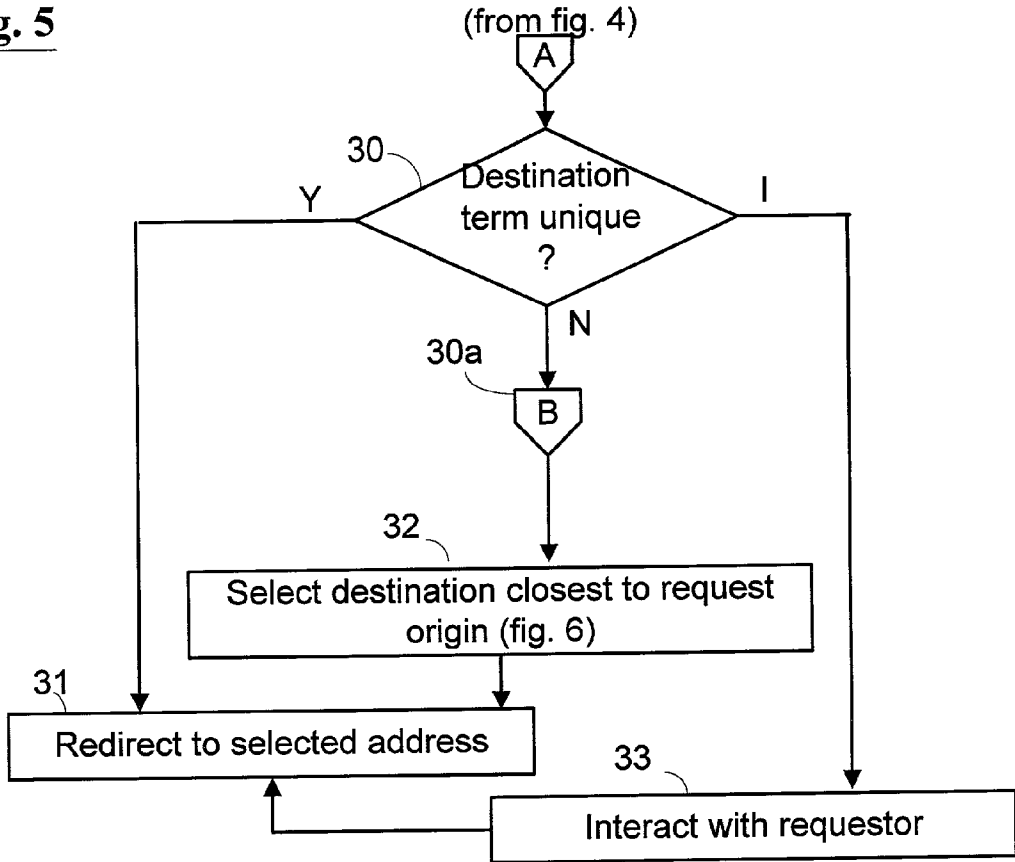 g. 5
(from fig. 4)
A
30
Destination
term unique
?
Y
I
N
30a
B
32
Select destination closest to request
origin (fig. 6)
31
Redirect to selected address
33
Interact with requestor